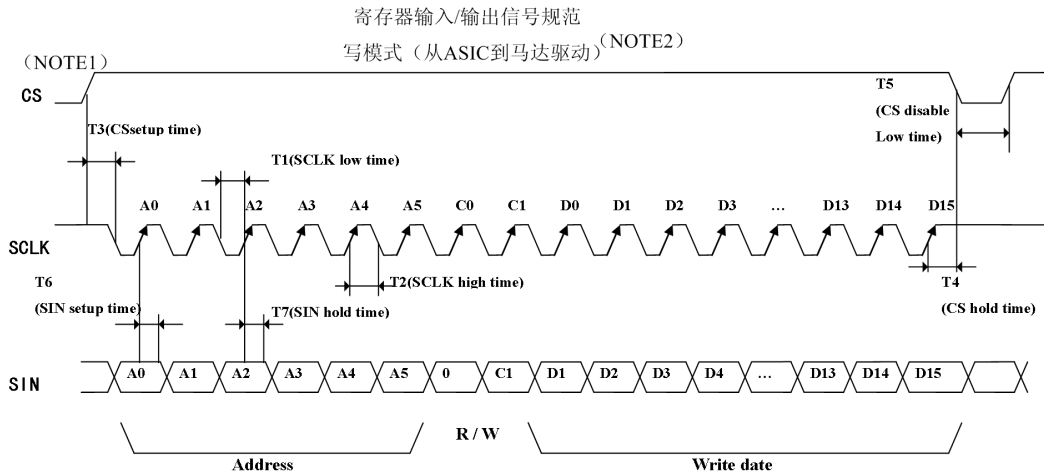 寄存器输入/输出信号规范
写模式（从ASIC到马达驱动）(NOTE2)
（NOTE1）
CS
T5
(CS disable
Low time)
T3(CSsetup time)
T1(SCLK low time)
A0 A1 A2 A3 A4 A5 C0 C1 D0 D1 D2 D3 … D13 D14 D15
SCLK
T6
(SIN setup time)
T2(SCLK high time)
T7(SIN hold time)
T4
(CS hold time)
SIN
A0 A1 A2 A3 A4 A5 0 C1 D1 D2 D3 D4 … D13 D14 D15
R / W
Address
Write date